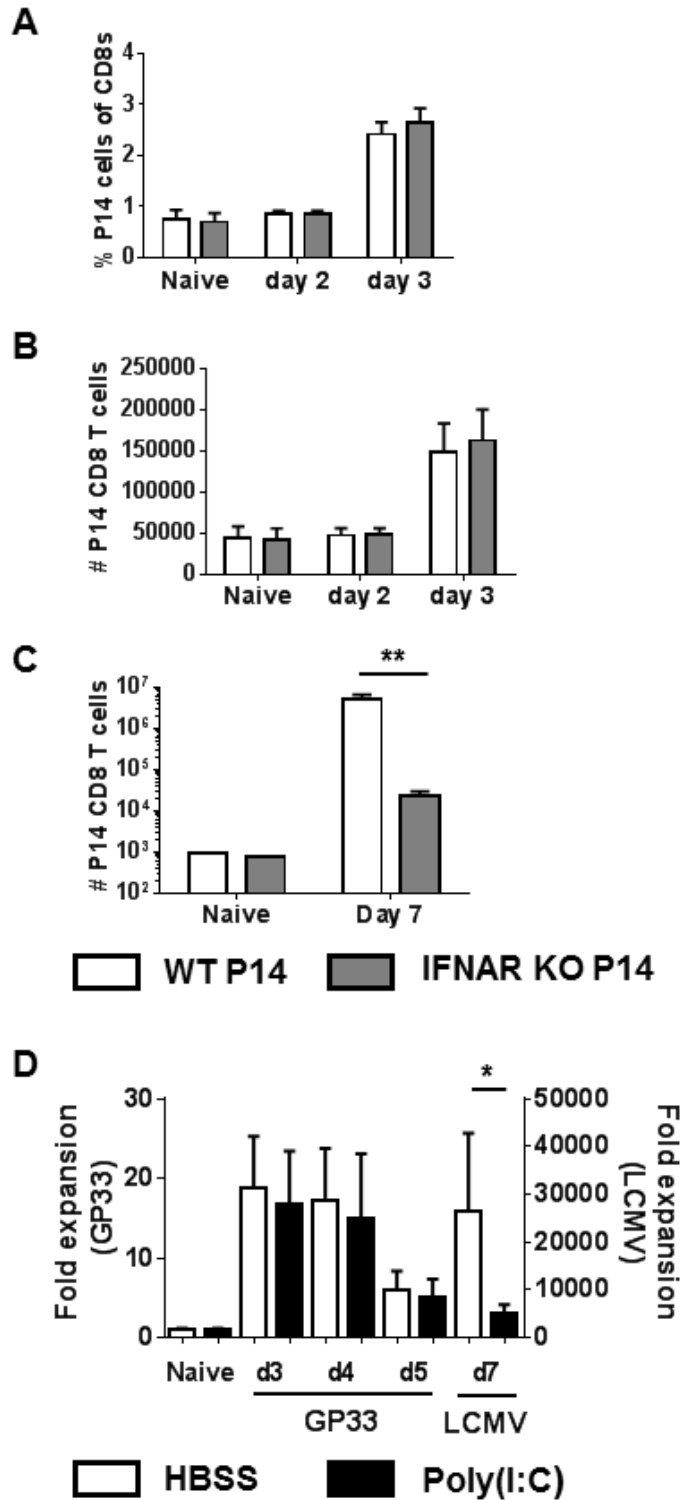 A
% P14 cells of CD8s
4
3
2
1
0
Naive day 2 day 3
B
# P14 CD8 T cells
250000
200000
150000
100000
50000
0
Naive day 2 day 3
C
# P14 CD8 T cells
**
10⁷
10⁶
10⁵
10⁴
10³
10²
Naive Day 7
WT P14 IFNAR KO P14
D
Fold expansion
(GP33)
30
20
10
0
*
50000
40000
30000
20000
10000
0
Fold expansion
(LCMV)
Naive d3 d4 d5 d7
GP33 LCMV
HBSS Poly(I:C)